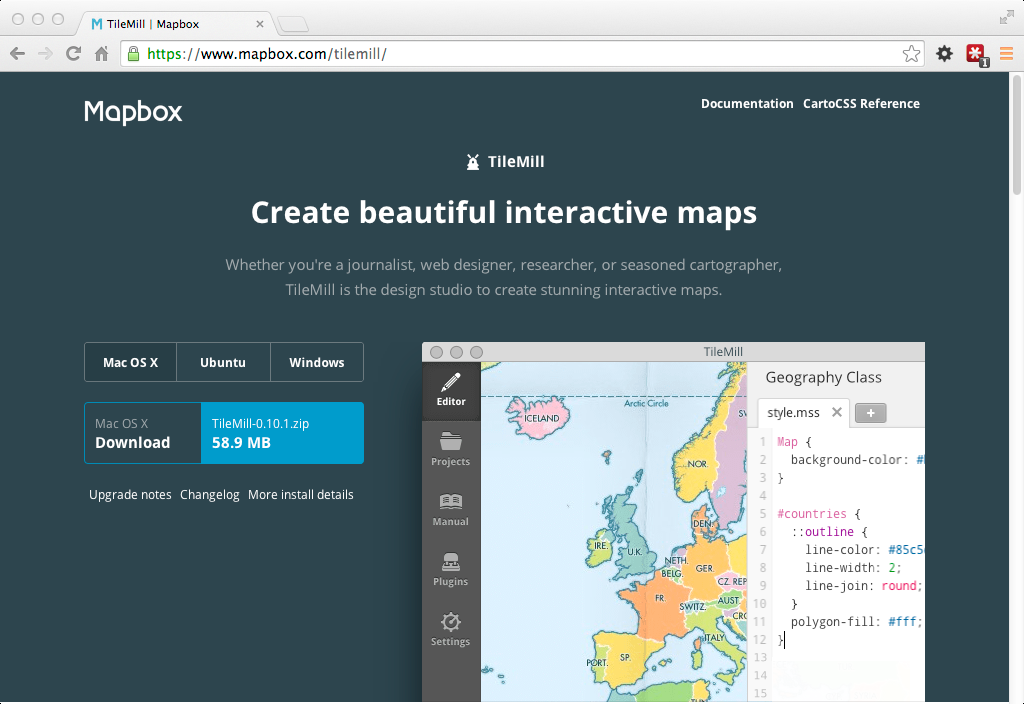 TileMill | Mapbox
https://www.mapbox.com/tilemill/
1
Mapbox
Documentation CartoCSS Reference
TileMill
Create beautiful interactive maps
Whether you're a journalist, web designer, researcher, or seasoned cartographer,
TileMill is the design studio to create stunning interactive maps.
Mac OS X Ubuntu Windows
Mac OS X
Download
TileMill-0.10.1.zip
58.9 MB
Upgrade notes Changelog More install details
TileMill
Editor
Projects
Manual
Plugins
Settings
Arctic Circle
ICELAND
NOR.
SW
DEN.
IRE.
U.K.
NETH.
BELG.
GER.
CZ. REP
FR.
SWITZ.
AUST.
CRO
ITALY
PORT.
SP.
TUN
Geography Class
style.mss
1 Map {
2 background-color: #
3 }
4
5 #countries {
6 ::outline {
7 line-color: #85c5
8 line-width: 2;
9 line-join: round;
10 }
11 polygon-fill: #fff;
12 }
13
14
15